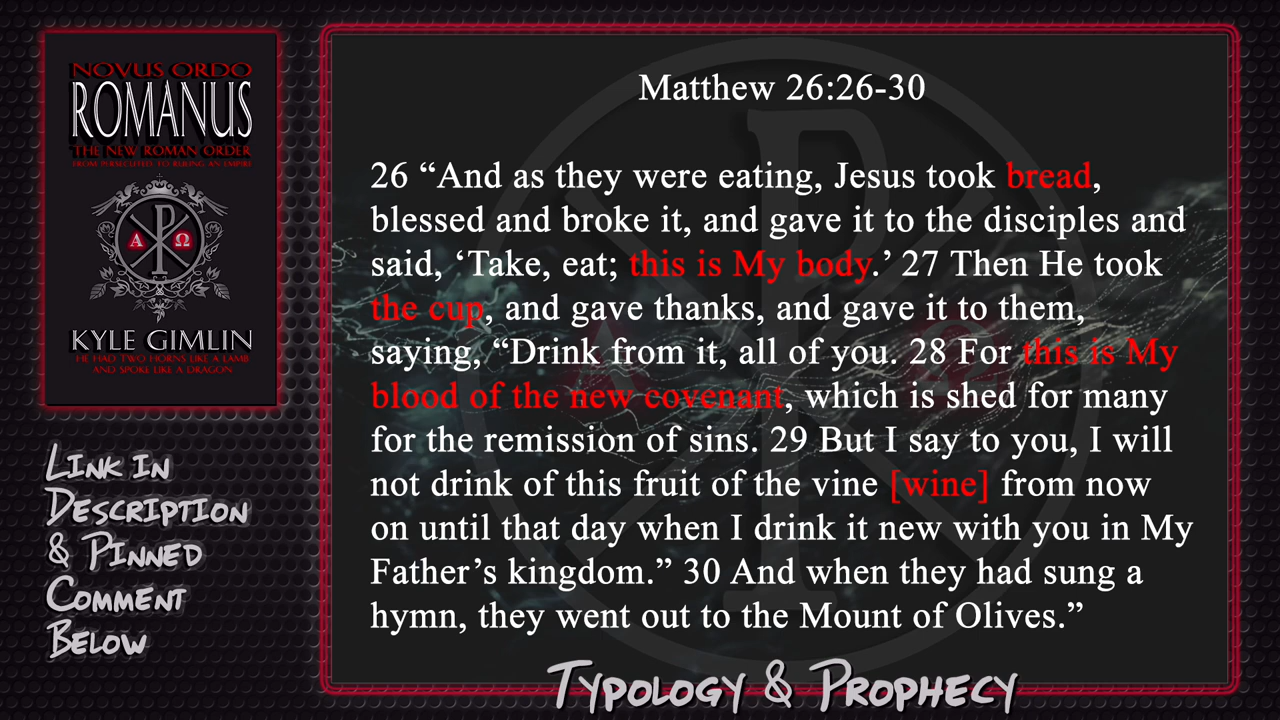 NOVUS ORDO
ROMANUS
THE NEW ROMAN ORDER
FROM PERSECUTED TO RULING AN EMPIRE
Α Ω
KYLE GIMLIN
HE HAD TWO HORNS LIKE A LAMB
AND SPOKE LIKE A DRAGON
LINK IN
DESCRIPTION
& PINNED
COMMENT
BELOW
Matthew 26:26-30
26 “And as they were eating, Jesus took bread,
blessed and broke it, and gave it to the disciples and
said, ‘Take, eat; this is My body.’ 27 Then He took
the cup, and gave thanks, and gave it to them,
saying, “Drink from it, all of you. 28 For this is My
blood of the new covenant, which is shed for many
for the remission of sins. 29 But I say to you, I will
not drink of this fruit of the vine [wine] from now
on until that day when I drink it new with you in My
Father’s kingdom.” 30 And when they had sung a
hymn, they went out to the Mount of Olives.”
TYPOLOGY & PROPHECY